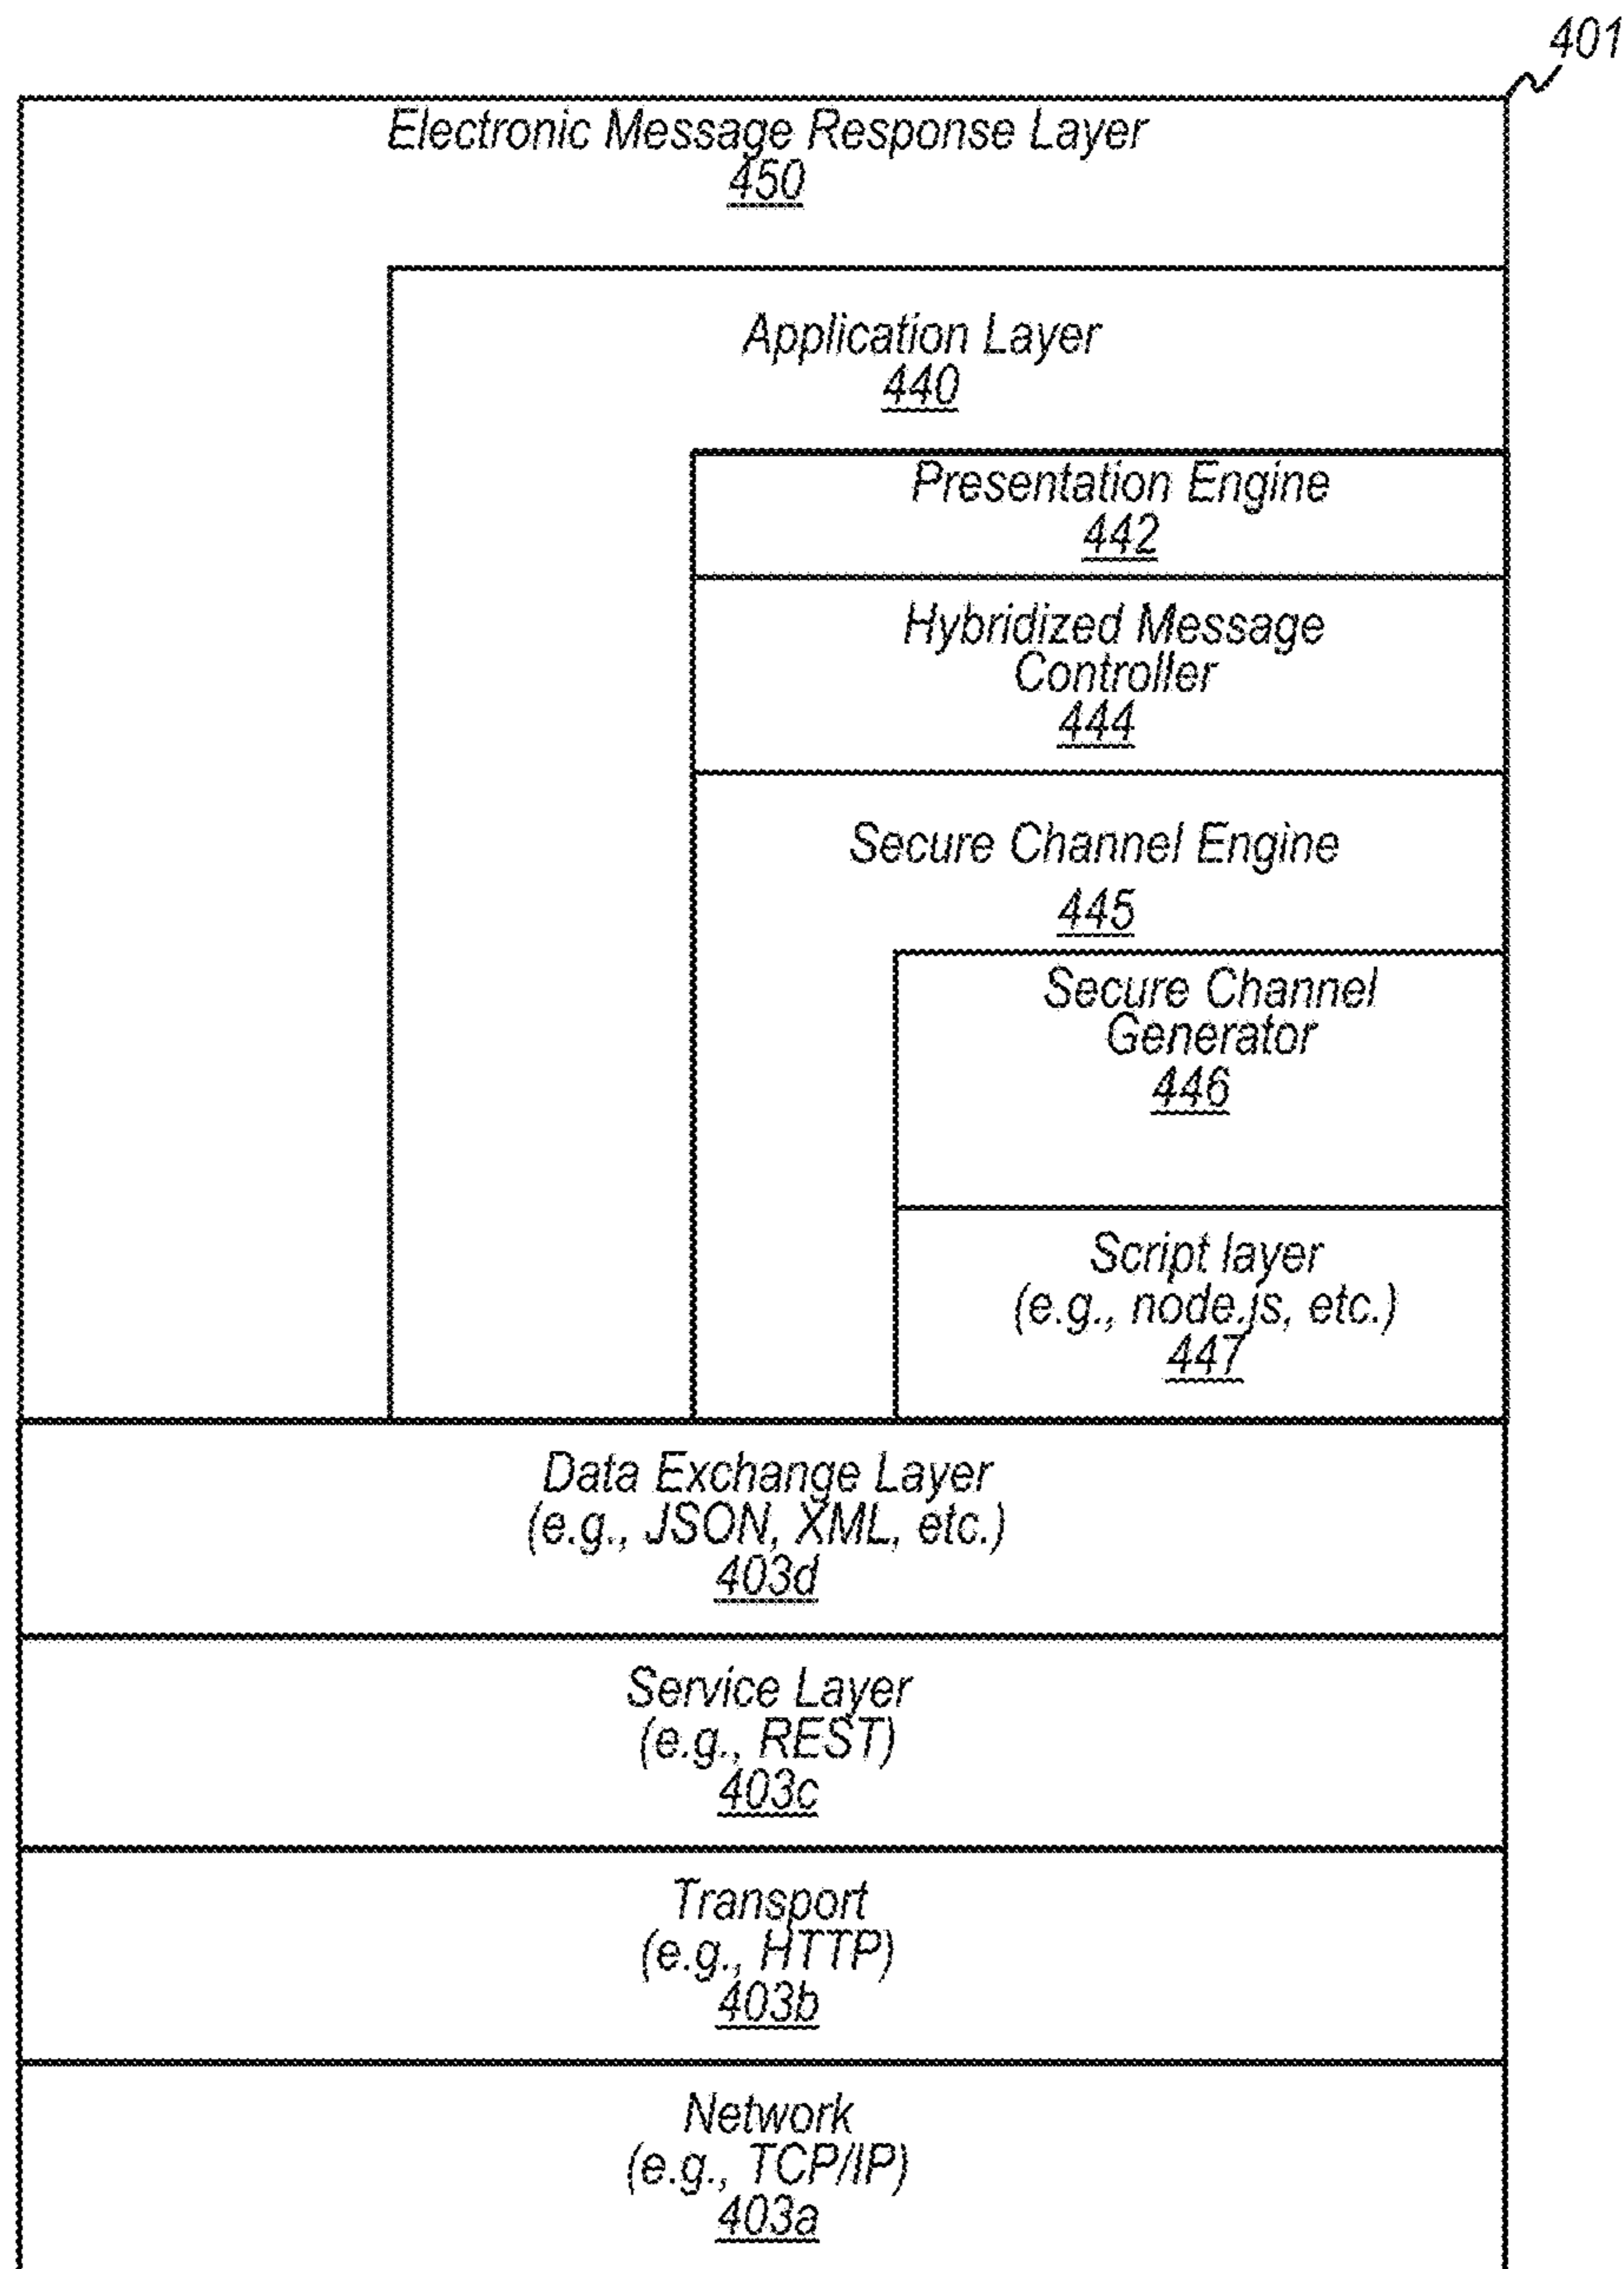 401
Electronic Message Response Layer
450
Application Layer
440
Presentation Engine
442
Hybridized Message
Controller
444
Secure Channel Engine
445
Secure Channel
Generator
446
Script layer
(e.g., node.js, etc.)
447
Data Exchange Layer
(e.g., JSON, XML, etc.)
403d
Service Layer
(e.g., REST)
403c
Transport
(e.g., HTTP)
403b
Network
(e.g., TCP/IP)
403a